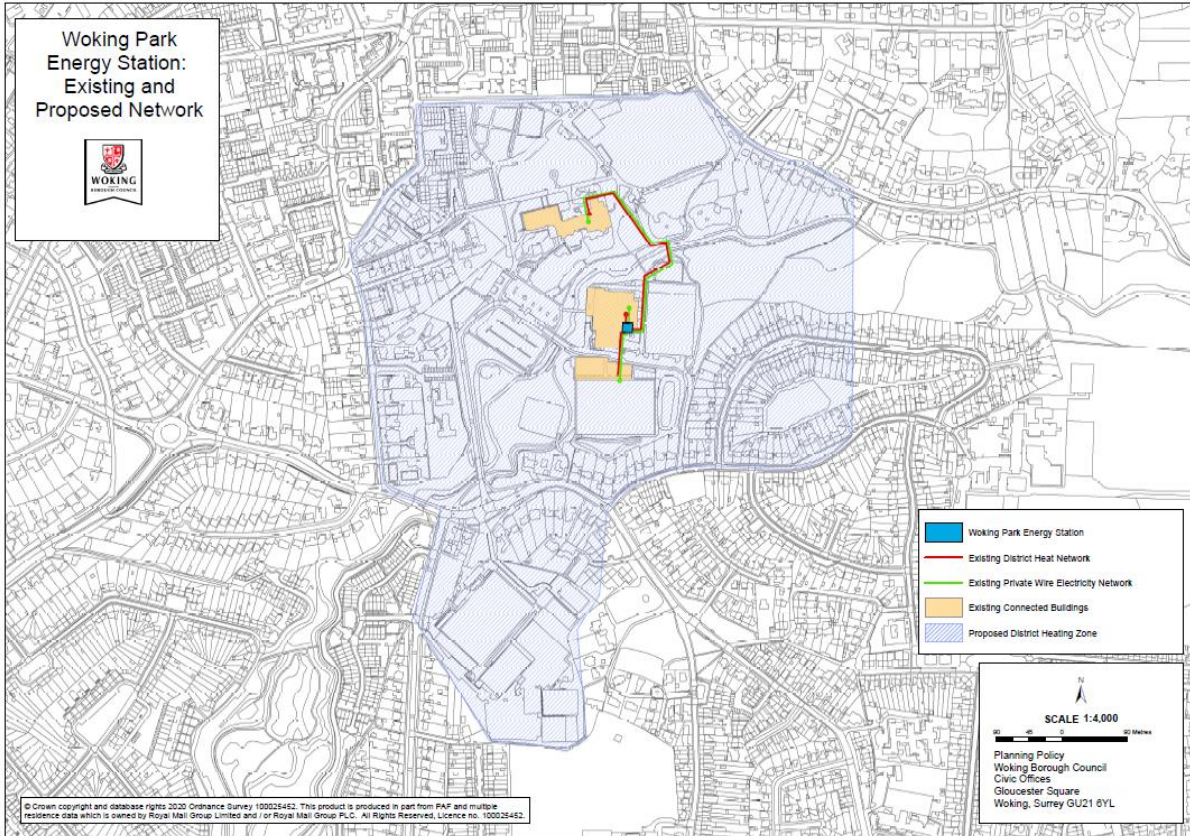 Woking Park
Energy Station:
Existing and
Proposed Network
WOKING
BOROUGH COUNCIL
Woking Park Energy Station
Existing District Heat Network
Existing Private Wire Electricity Network
Existing Connected Buildings
Proposed District Heating Zone
N
SCALE 1:4,000
90 45 0 90 Metres
Planning Policy
Woking Borough Council
Civic Offices
Gloucester Square
Woking, Surrey GU21 6YL
© Crown copyright and database rights 2020 Ordnance Survey 100025452. This product is produced in part from PAF and multiple
residence data which is owned by Royal Mail Group Limited and / or Royal Mail Group PLC. All Rights Reserved, Licence no. 100025452.